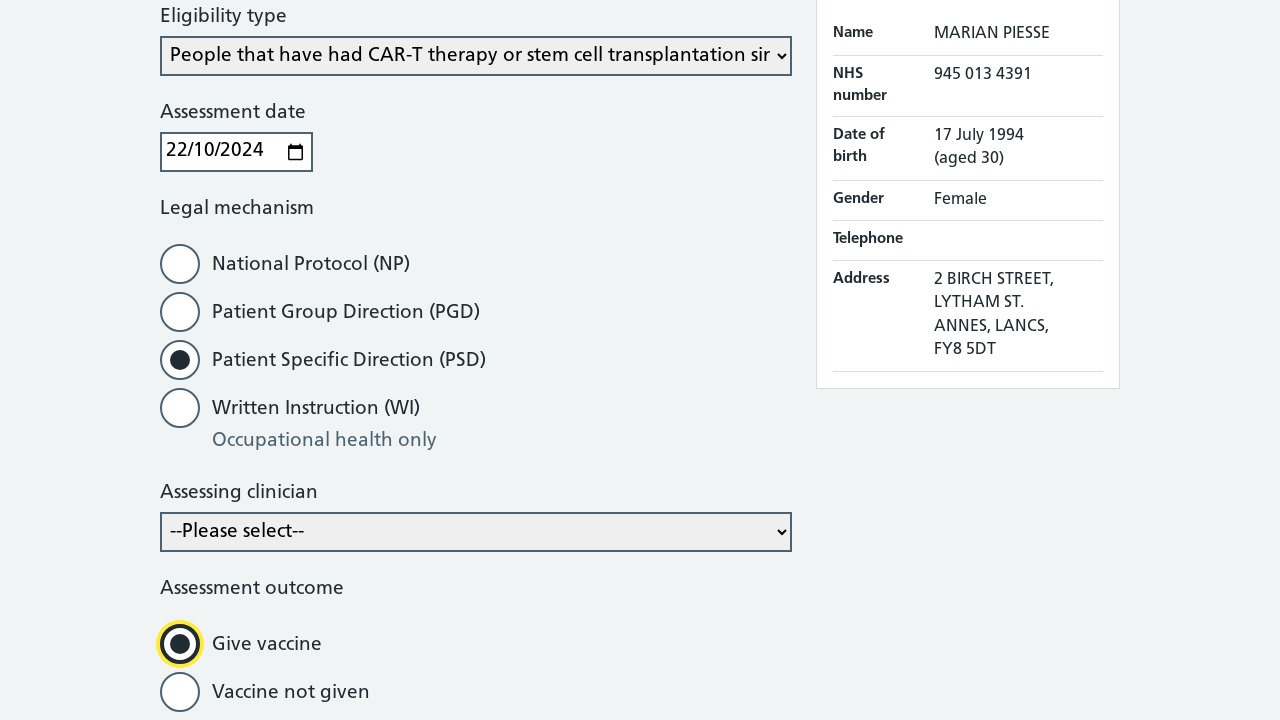 Eligibility type
People that have had CAR-T therapy or stem cell transplantation sir
Assessment date
22/10/2024
Legal mechanism
National Protocol (NP)
Patient Group Direction (PGD)
Patient Specific Direction (PSD)
Written Instruction (WI)
Occupational health only
Assessing clinician
--Please select--
Assessment outcome
Give vaccine
Vaccine not given
Name MARIAN PIESSE
NHS number 945 013 4391
Date of birth 17 July 1994
(aged 30)
Gender Female
Telephone
Address 2 BIRCH STREET,
LYTHAM ST.
ANNES, LANCS,
FY8 5DT